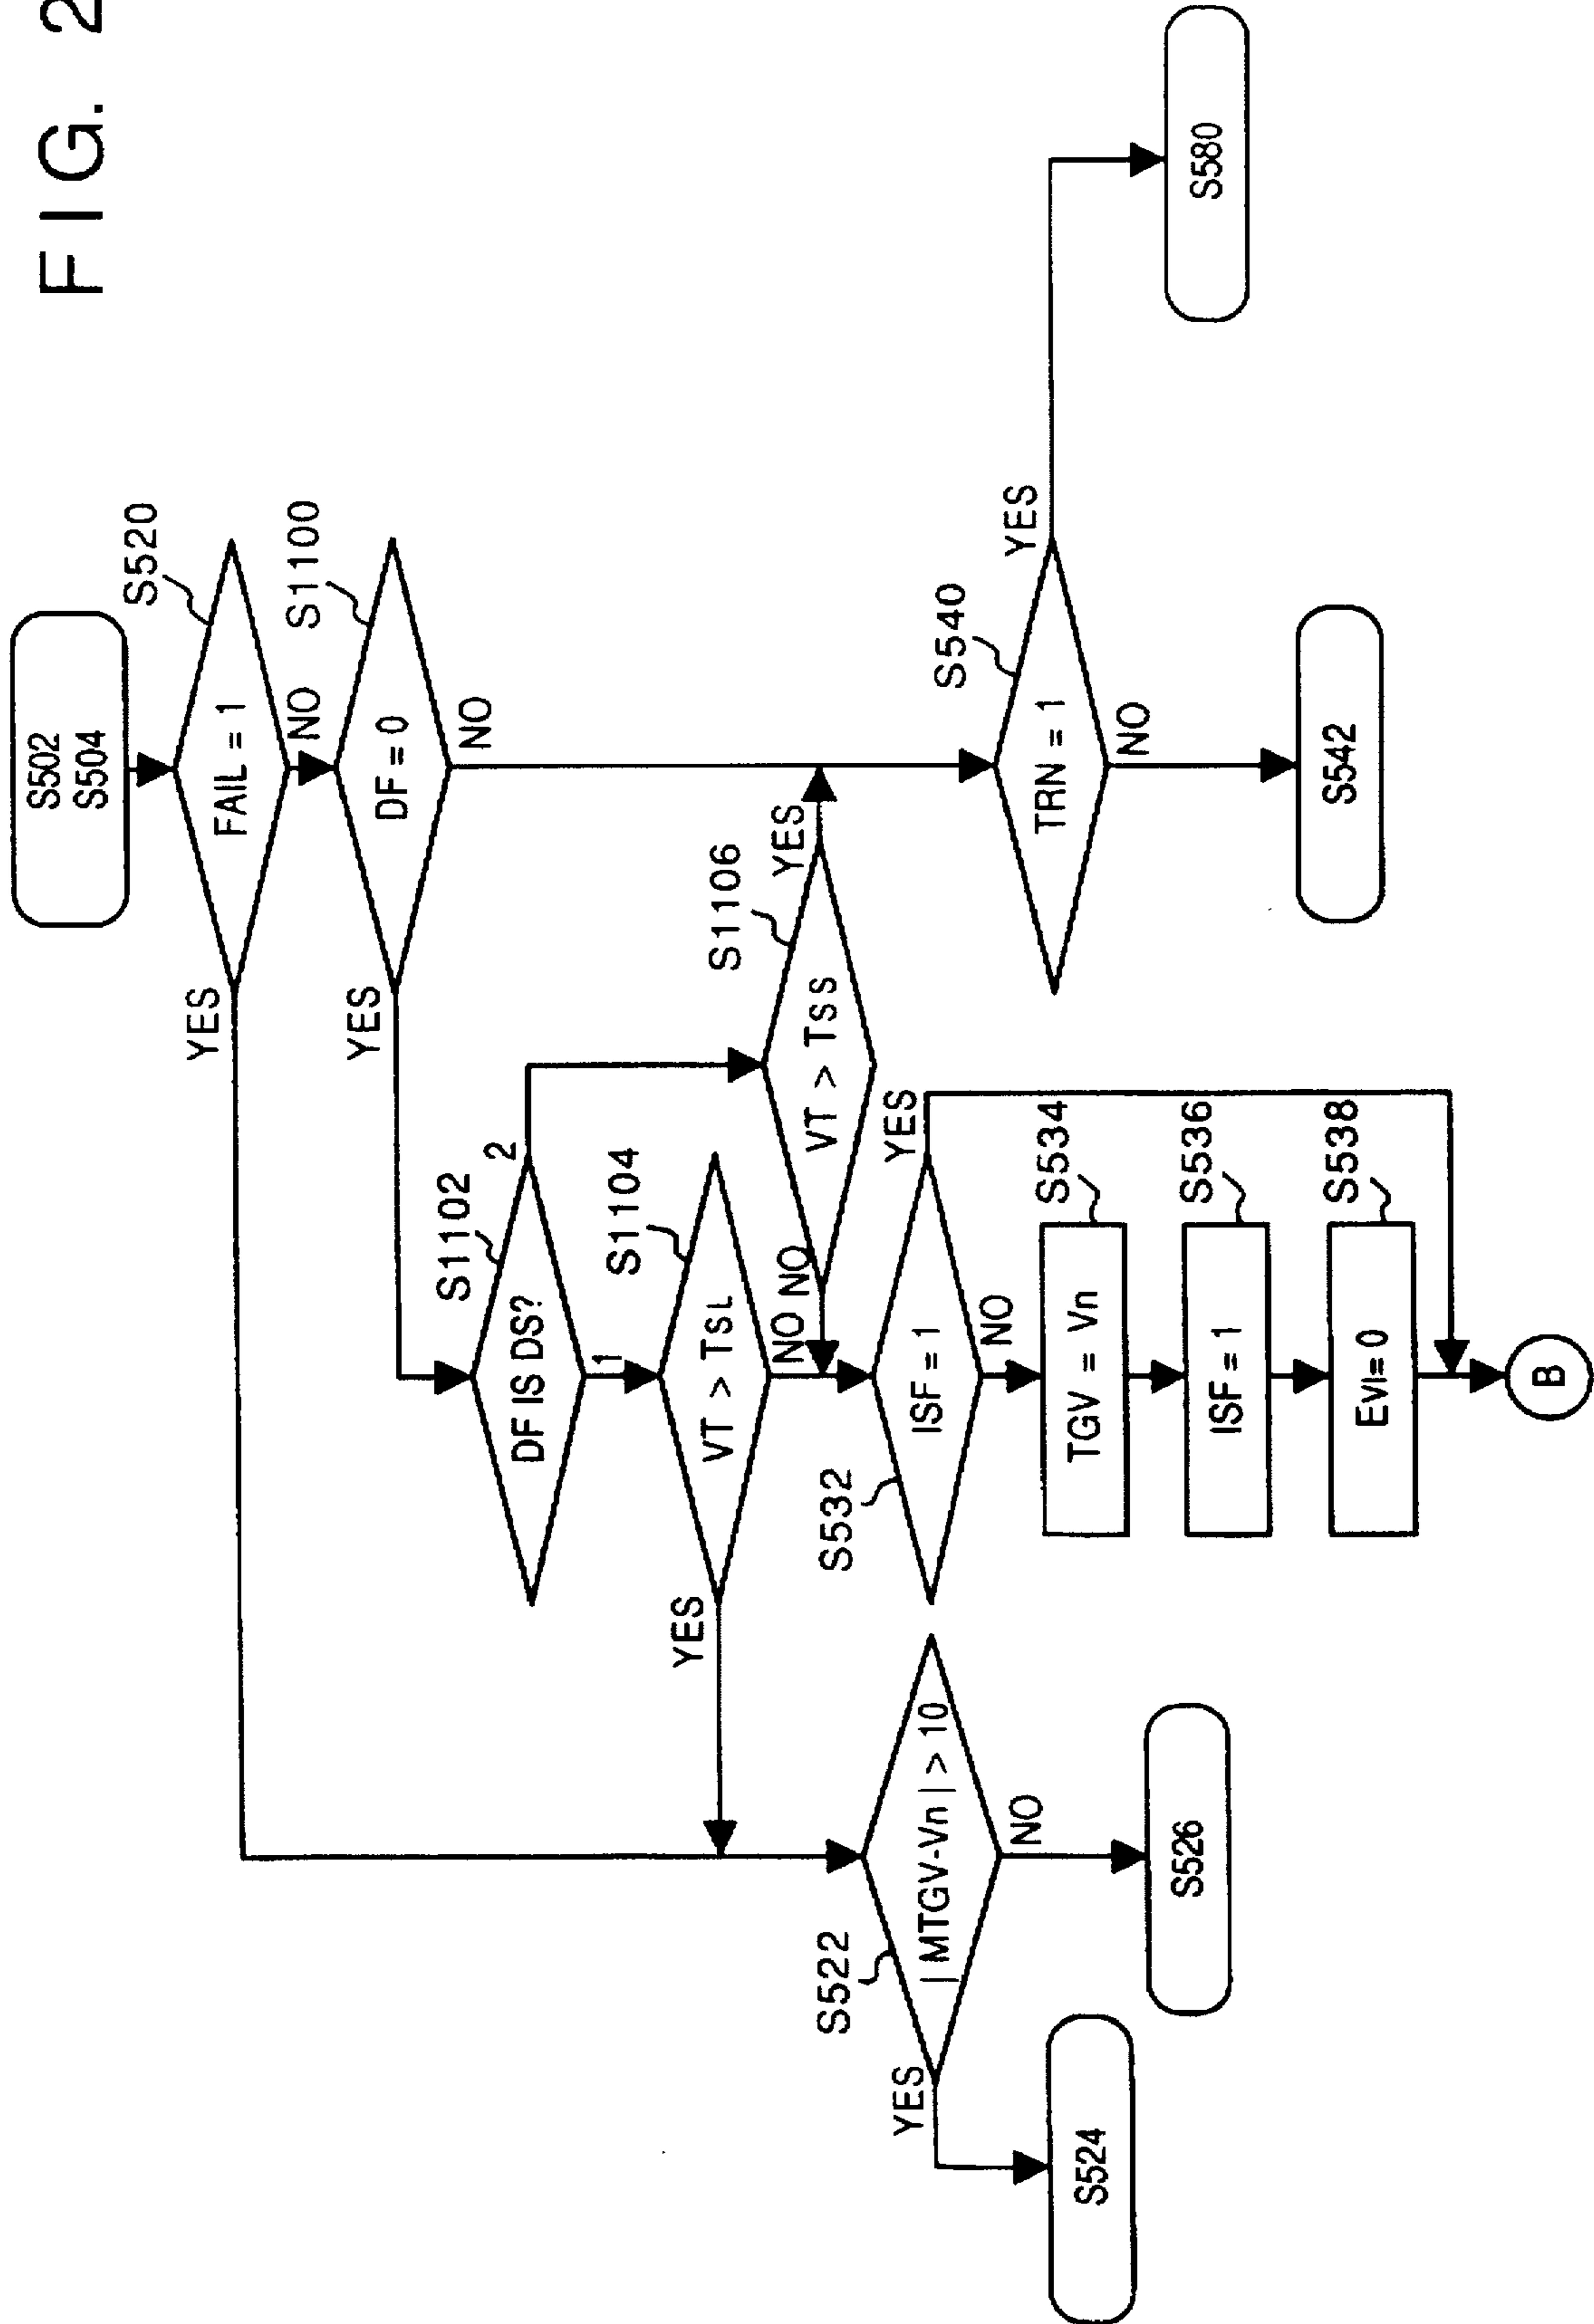 FIG. 2
S502
S504
S520
FAIL = 1
YES
NO
S1100
DF = 0
YES
NO
S1102
DF IS DS?
2
1
S1104
VT > TSL
YES
NO
S1106
VT > TSS
YES
NO
S522
| MTGV-Vn | > 10
YES
NO
S532
ISF = 1
YES
NO
S540
TRN = 1
YES
NO
S524
S526
S534
TGV = Vn
S536
ISF = 1
S538
EVI= 0
B
S542
S580